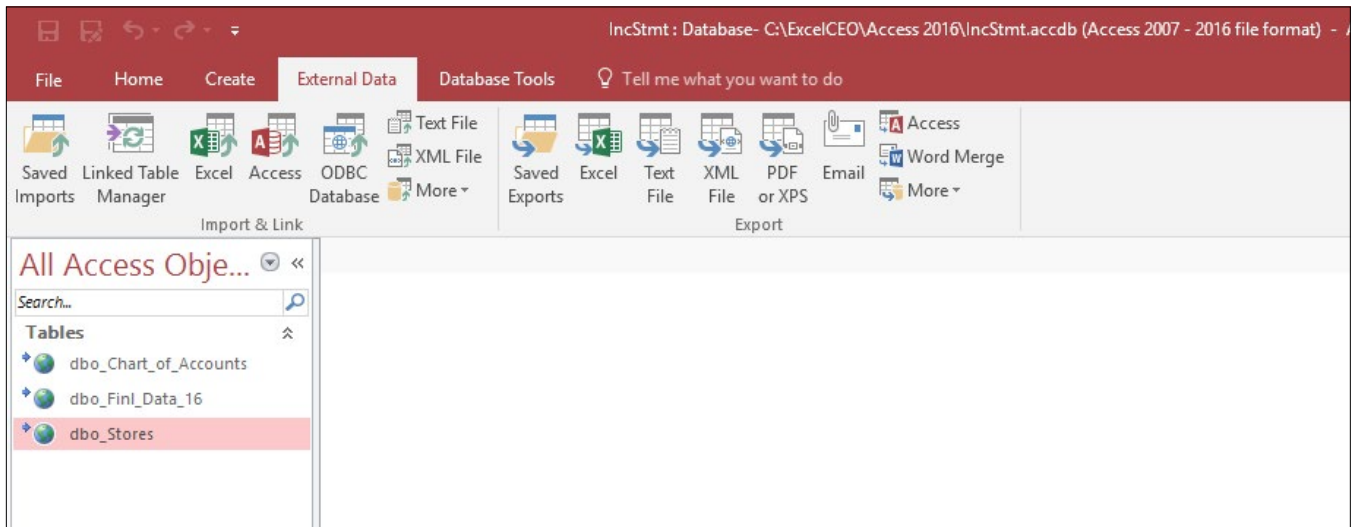 IncStmt : Database- C:\ExcelCEO\Access 2016\IncStmt.accdb (Access 2007 - 2016 file format) -
File Home Create External Data Database Tools Tell me what you want to do
Saved Imports
Linked Table Manager
Excel
Access
ODBC Database
Text File
XML File
More
Import & Link
Saved Exports
Excel
Text File
XML File
PDF or XPS
Email
Access
Word Merge
More
Export
All Access Obje...
Search...
Tables
dbo_Chart_of_Accounts
dbo_Finl_Data_16
dbo_Stores